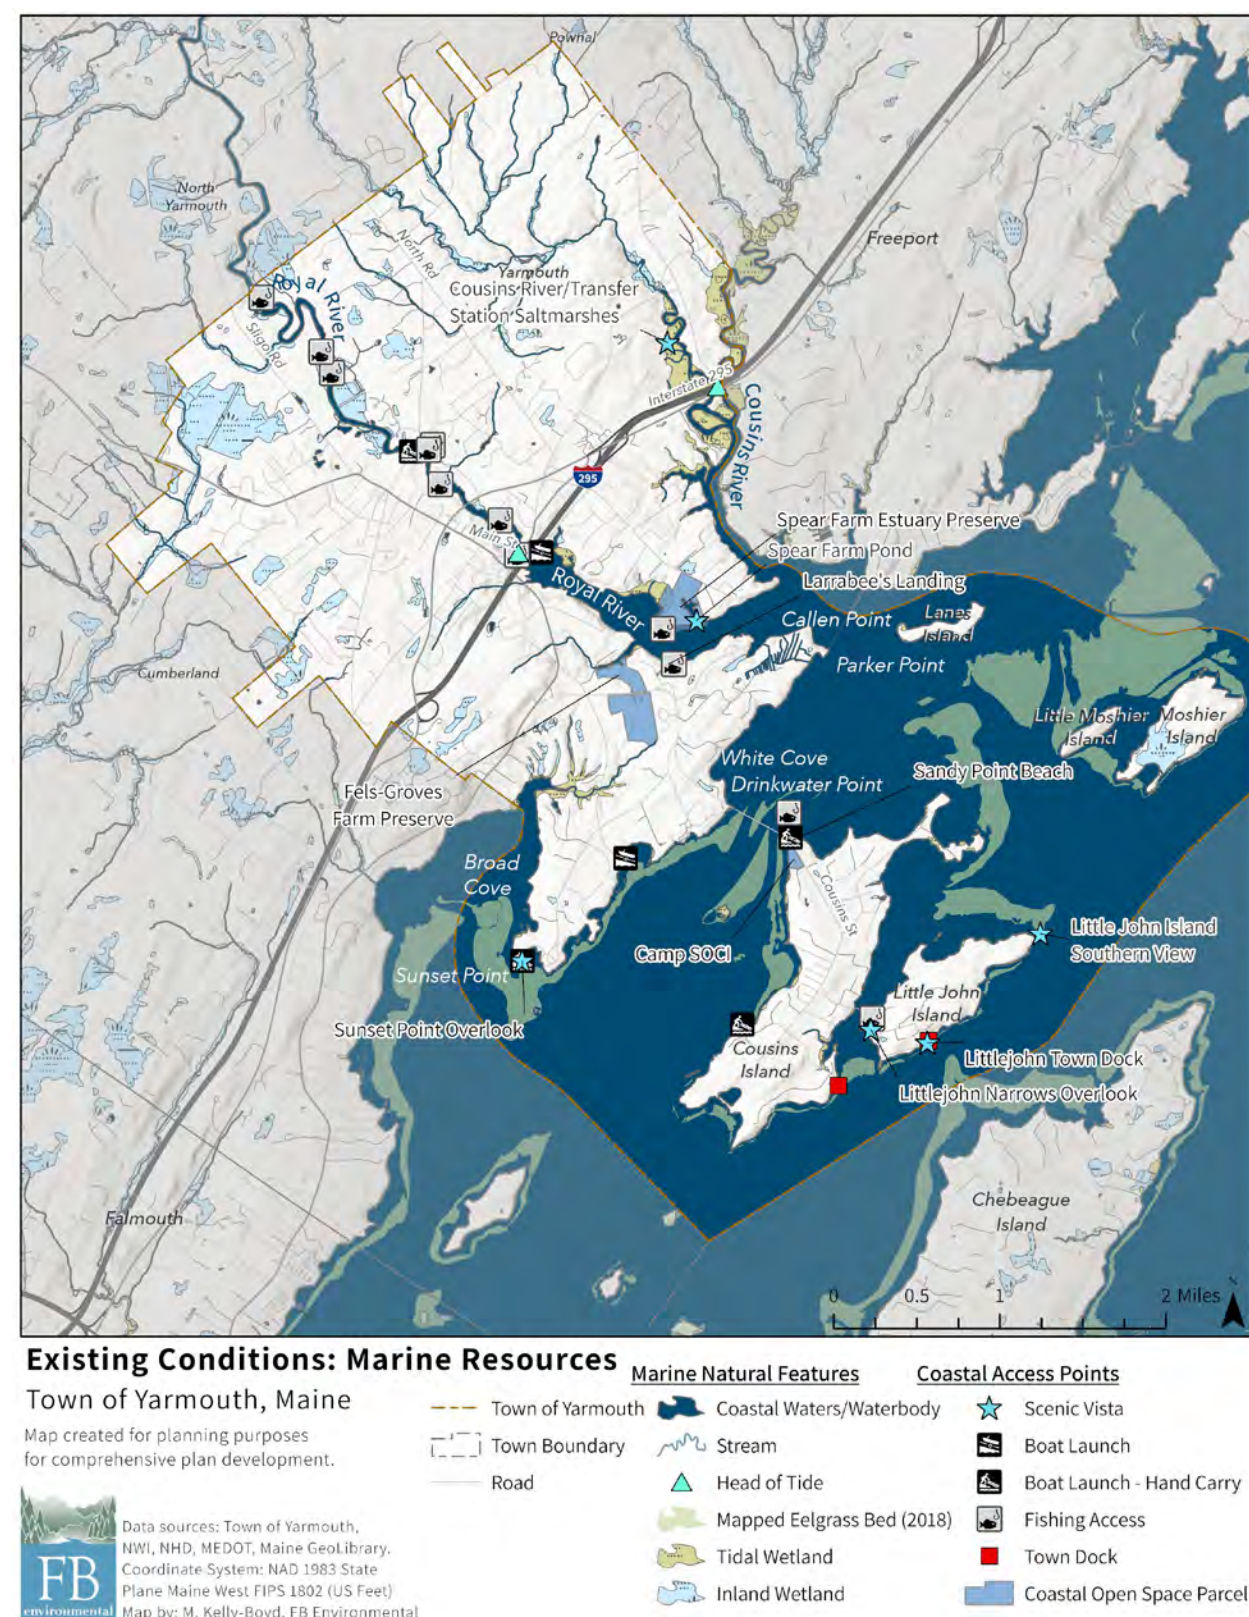 Pownal
North
Yarmouth
North Rd
Freeport
Royal River
Sligo Rd
Yarmouth
Cousins River/Transfer
Station Saltmarshes
Interstate 295
Cousins River
295
Main St
Royal River
Spear Farm Estuary Preserve
Spear Farm Pond
Larrabee's Landing
Callen Point
Lanes
Island
Parker Point
Cumberland
Little Moshier
Island
Moshier
Island
White Cove
Drinkwater Point
Sandy Point Beach
Fels-Groves
Farm Preserve
Broad
Cove
Cousins St
Camp SOCI
Little John Island
Southern View
Sunset Point
Sunset Point Overlook
Little John
Island
Cousins
Island
Littlejohn Town Dock
Littlejohn Narrows Overlook
Chebeague
Island
Falmouth
0 0.5 1 2 Miles
N
Existing Conditions: Marine Resources
Town of Yarmouth, Maine
Map created for planning purposes
for comprehensive plan development.
FB
environmental
Data sources: Town of Yarmouth,
NWI, NHD, MEDOT, Maine GeoLibrary.
Coordinate System: NAD 1983 State
Plane Maine West FIPS 1802 (US Feet)
Map by: M. Kelly-Boyd, FB Environmental
Town of Yarmouth
Town Boundary
Road
Marine Natural Features
Coastal Waters/Waterbody
Stream
Head of Tide
Mapped Eelgrass Bed (2018)
Tidal Wetland
Inland Wetland
Coastal Access Points
Scenic Vista
Boat Launch
Boat Launch - Hand Carry
Fishing Access
Town Dock
Coastal Open Space Parcel